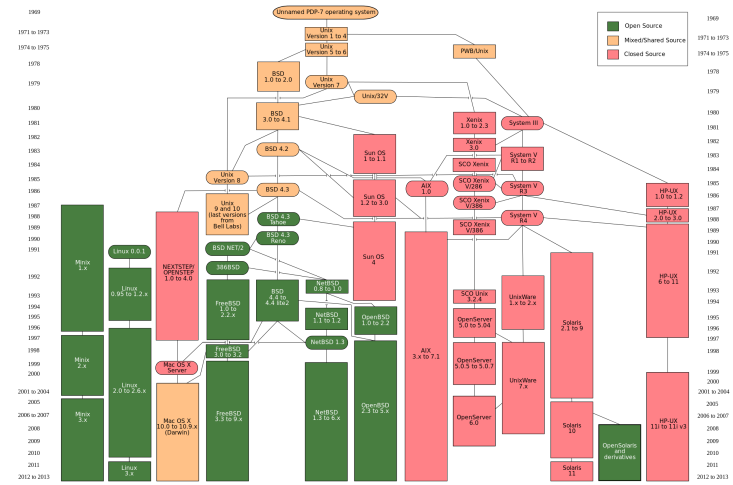 1969
1971 to 1973
1974 to 1975
1978
1979
1980
1981
1982
1983
1984
1985
1986
1987
1988
1989
1990
1991
1992
1993
1994
1995
1996
1997
1998
1999
2000
2001 to 2004
2005
2006 to 2007
2008
2009
2010
2011
2012 to 2013
Unnamed PDP-7 operating system
Unix
Version 1 to 4
Unix
Version 5 to 6
PWB/Unix
BSD
1.0 to 2.0
Unix
Version 7
Unix/32V
BSD
3.0 to 4.1
Xenix
1.0 to 2.3
System III
Xenix
3.0
Sun OS
1 to 1.1
BSD 4.2
System V
R1 to R2
SCO Xenix
Unix
Version 8
SCO Xenix
V/286
AIX
1.0
System V
R3
BSD 4.3
HP-UX
1.0 to 1.2
Sun OS
1.2 to 3.0
SCO Xenix
V/386
Unix
9 and 10
(last versions
from
Bell Labs)
BSD 4.3
Tahoe
System V
R4
HP-UX
2.0 to 3.0
SCO Xenix
V/386
BSD 4.3
Reno
BSD NET/2
Linux 0.0.1
Sun OS
4
HP-UX
6 to 11
Minix
1.x
386BSD
NEXTSTEP/
OPENSTEP
1.0 to 4.0
NetBSD
0.8 to 1.0
BSD
4.4 to
4.4 lite2
Linux
0.95 to 1.2.x
SCO Unix
3.2.4
UnixWare
1.x to 2.x
FreeBSD
1.0 to
2.2.x
NetBSD
1.1 to 1.2
OpenBSD
1.0 to 2.2
OpenServer
5.0 to 5.04
Solaris
2.1 to 9
NetBSD 1.3
FreeBSD
3.0 to 3.2
AIX
3.x to 7.1
OpenServer
5.0.5 to 5.0.7
Minix
2.x
Mac OS X
Server
Linux
2.0 to 2.6.x
UnixWare
7.x
OpenBSD
2.3 to 5.x
NetBSD
1.3 to 6.x
FreeBSD
3.3 to 9.x
Mac OS X
10.0 to 10.9.x
(Darwin)
Minix
3.x
OpenServer
6.0
Solaris
10
HP-UX
11i to 11i v3
OpenSolaris
and
derivatives
Linux
3.x
Solaris
11
Open Source
Mixed/Shared Source
Closed Source
1969
1971 to 1973
1974 to 1975
1978
1979
1980
1981
1982
1983
1984
1985
1986
1987
1988
1989
1990
1991
1992
1993
1994
1995
1996
1997
1998
1999
2000
2001 to 2004
2005
2006 to 2007
2008
2009
2010
2011
2012 to 2013